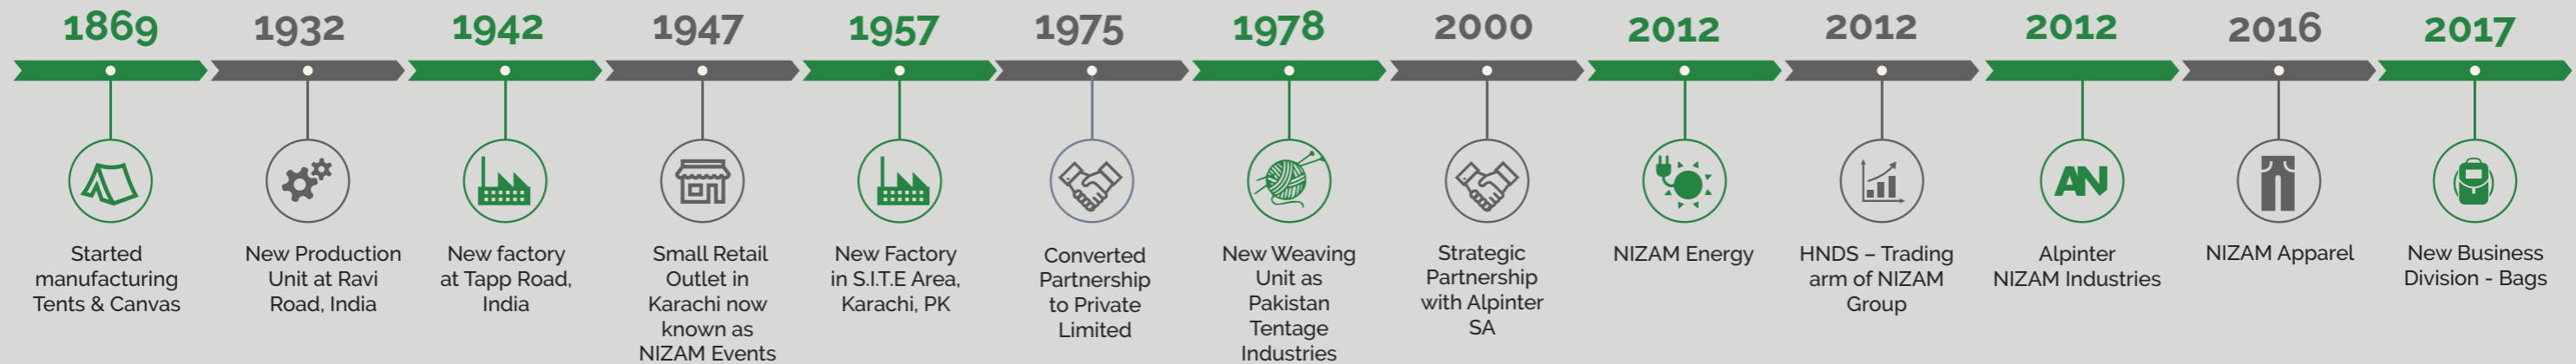 1869
Started
manufacturing
Tents & Canvas
1932
New Production
Unit at Ravi
Road, India
1942
New factory
at Tapp Road,
India
1947
Small Retail
Outlet in
Karachi now
known as
NIZAM Events
1957
New Factory
in S.I.T.E Area,
Karachi, PK
1975
Converted
Partnership
to Private
Limited
1978
New Weaving
Unit as
Pakistan
Tentage
Industries
2000
Strategic
Partnership
with Alpinter
SA
2012
NIZAM Energy
2012
HNDS – Trading
arm of NIZAM
Group
2012
AN
Alpinter
NIZAM Industries
2016
NIZAM Apparel
2017
New Business
Division - Bags